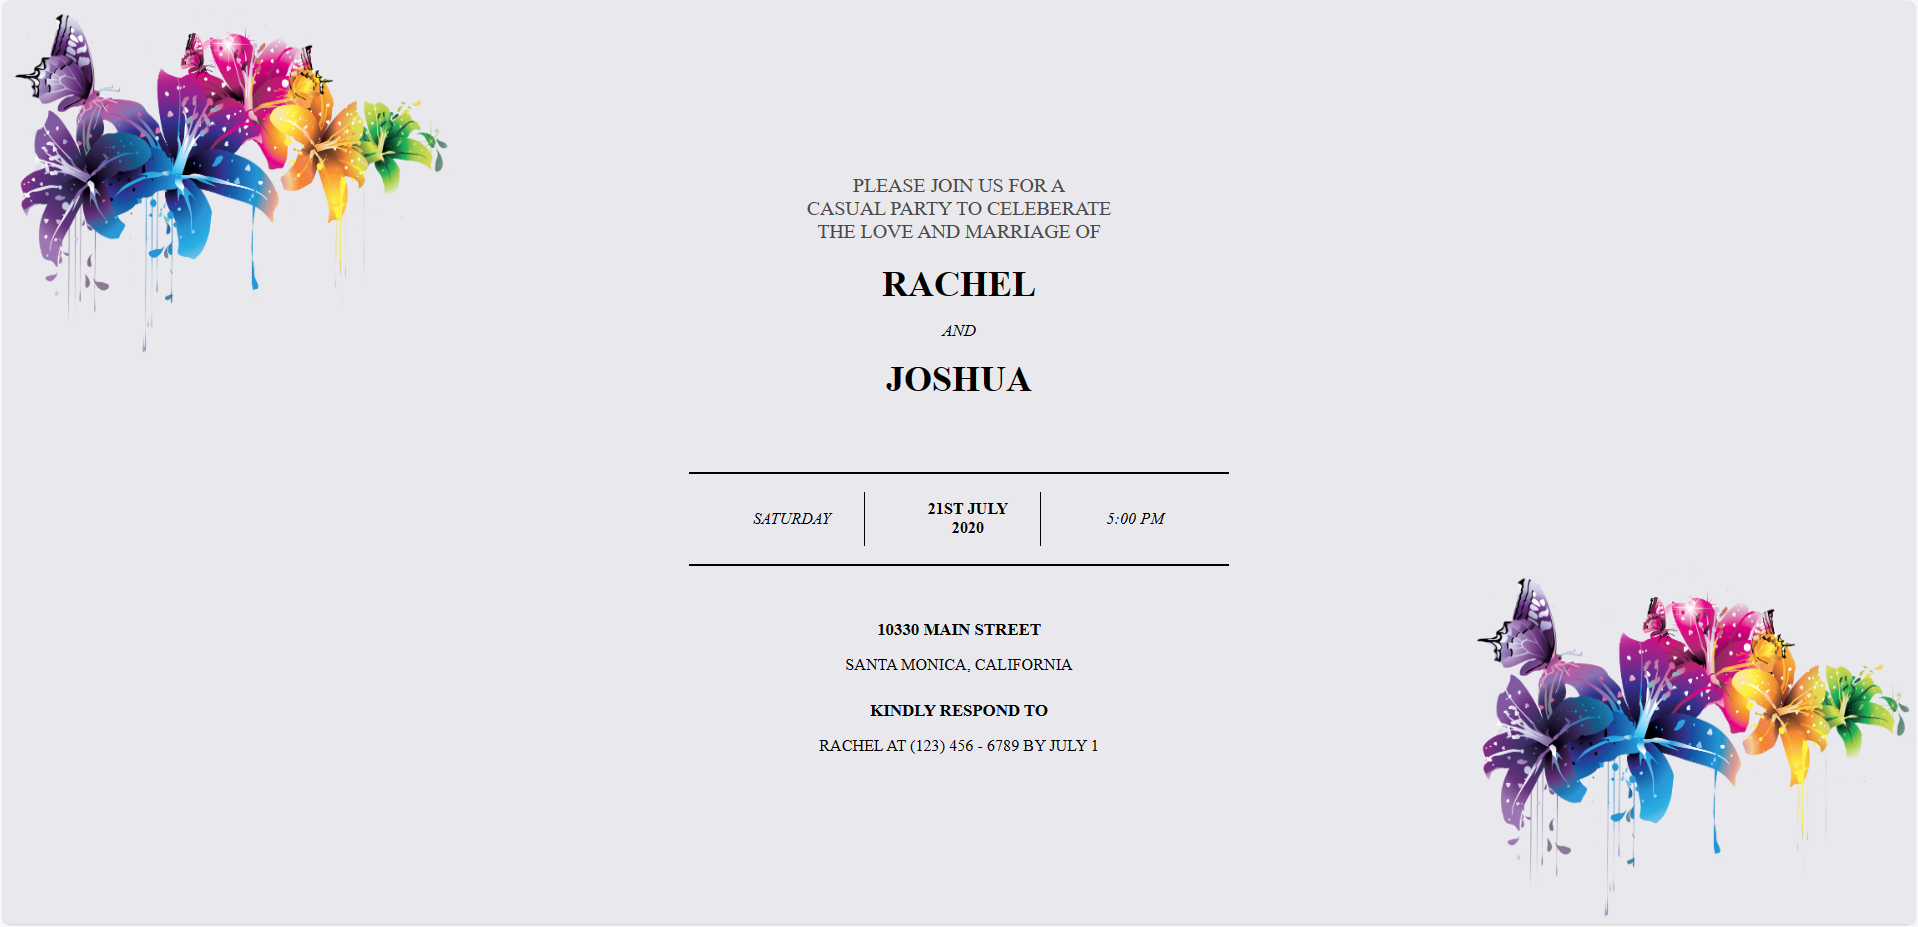 PLEASE JOIN US FOR A
CASUAL PARTY TO CELEBERATE
THE LOVE AND MARRIAGE OF
RACHEL
AND
JOSHUA
SATURDAY
21ST JULY
2020
5:00 PM
10330 MAIN STREET
SANTA MONICA, CALIFORNIA
KINDLY RESPOND TO
RACHEL AT (123) 456 - 6789 BY JULY 1